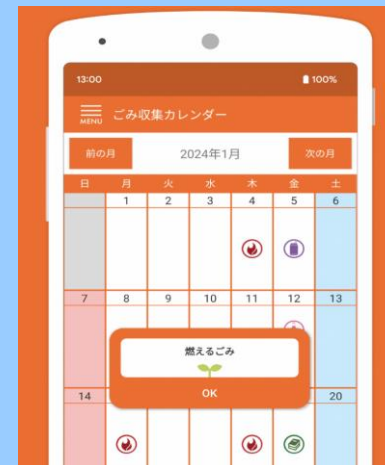 13:00 100%
MENU ごみ収集カレンダー
前の月 2024年1月 次の月
日 月 火 水 木 金 土
1 2 3 4 5 6
7 8 9 10 11 12 13
燃えるごみ
OK
14 20